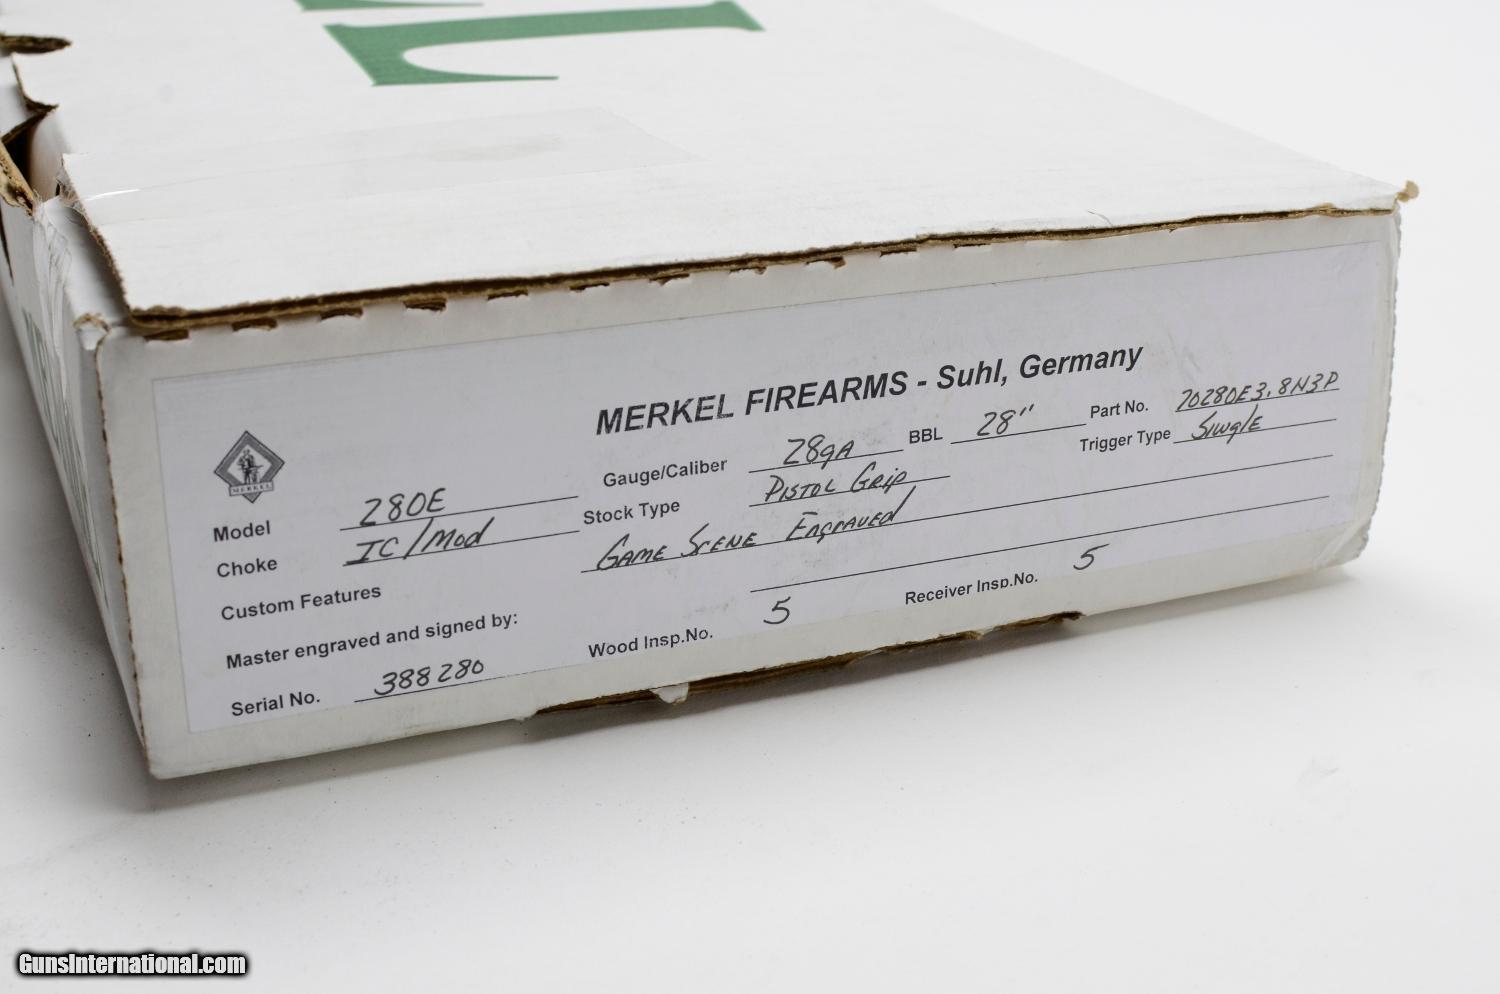 MERKEL FIREARMS - Suhl, Germany
MERKEL
Model 280E Gauge/Caliber 28gA BBL 28" Part No. 70280E3.8N3P
Choke IC/Mod Stock Type PISTOL GRIP Trigger Type Single
Custom Features GAME SCENE Engraved
Master engraved and signed by:
Serial No. 388280 Wood Insp.No. 5 Receiver Insp.No. 5
GunsInternational.com